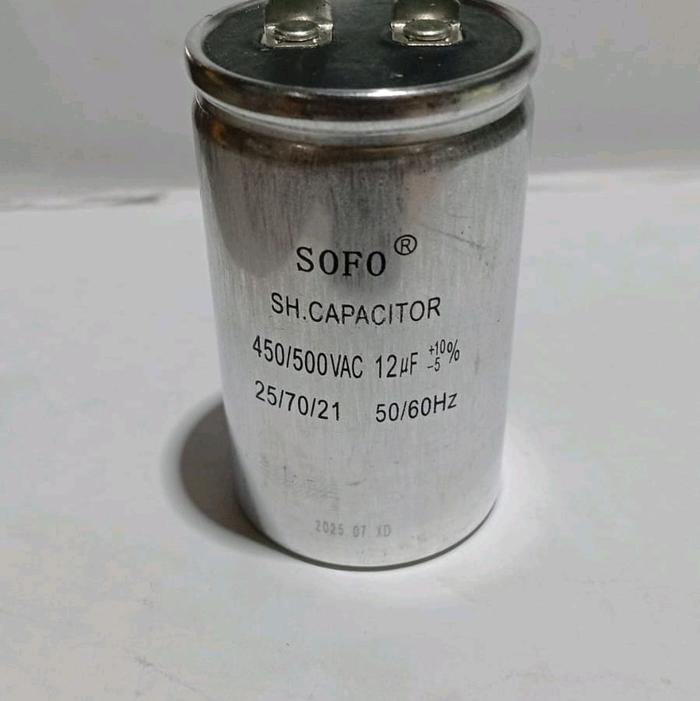 SOFO®
SH.CAPACITOR
450/500VAC 12μF +10/-5%
25/70/21 50/60Hz
2025 07 XD